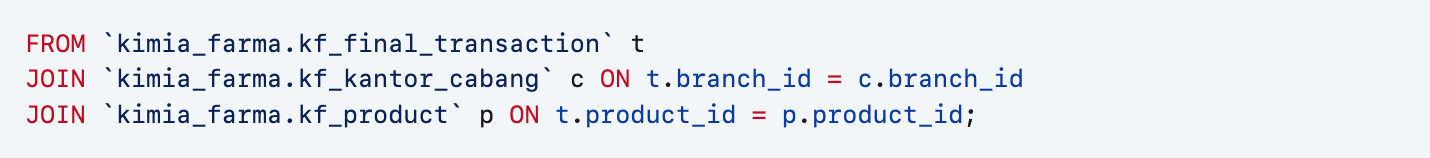 FROM `kimia_farma.kf_final_transaction` t
JOIN `kimia_farma.kf_kantor_cabang` c ON t.branch_id = c.branch_id
JOIN `kimia_farma.kf_product` p ON t.product_id = p.product_id;